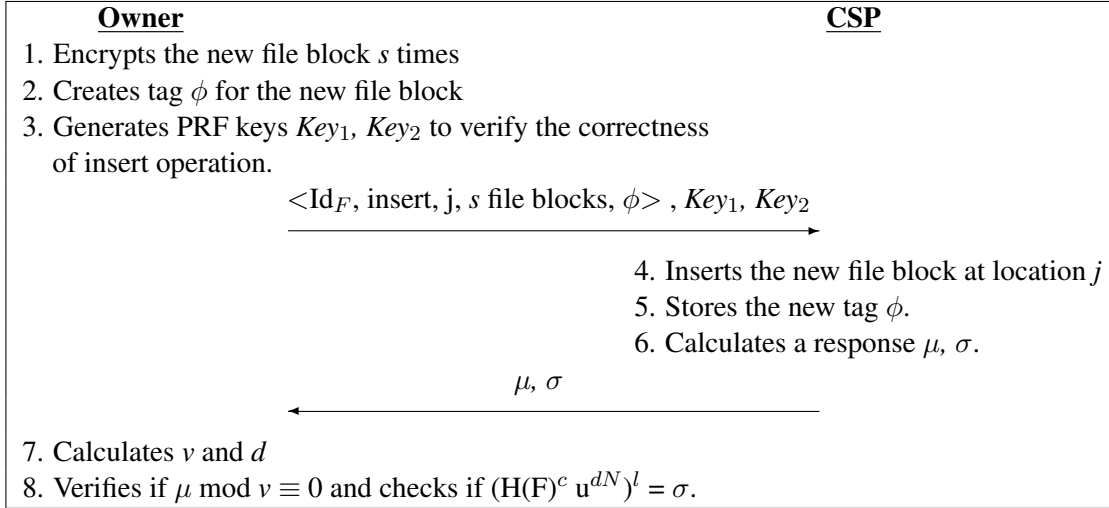 Owner CSP
1. Encrypts the new file block s times
2. Creates tag ϕ for the new file block
3. Generates PRF keys Key₁, Key₂ to verify the correctness
of insert operation.
<Id_F, insert, j, s file blocks, ϕ> , Key₁, Key₂
4. Inserts the new file block at location j
5. Stores the new tag ϕ.
6. Calculates a response μ, σ.
μ, σ
7. Calculates v and d
8. Verifies if μ mod v ≡ 0 and checks if (H(F)^c u^{dN})^l = σ.